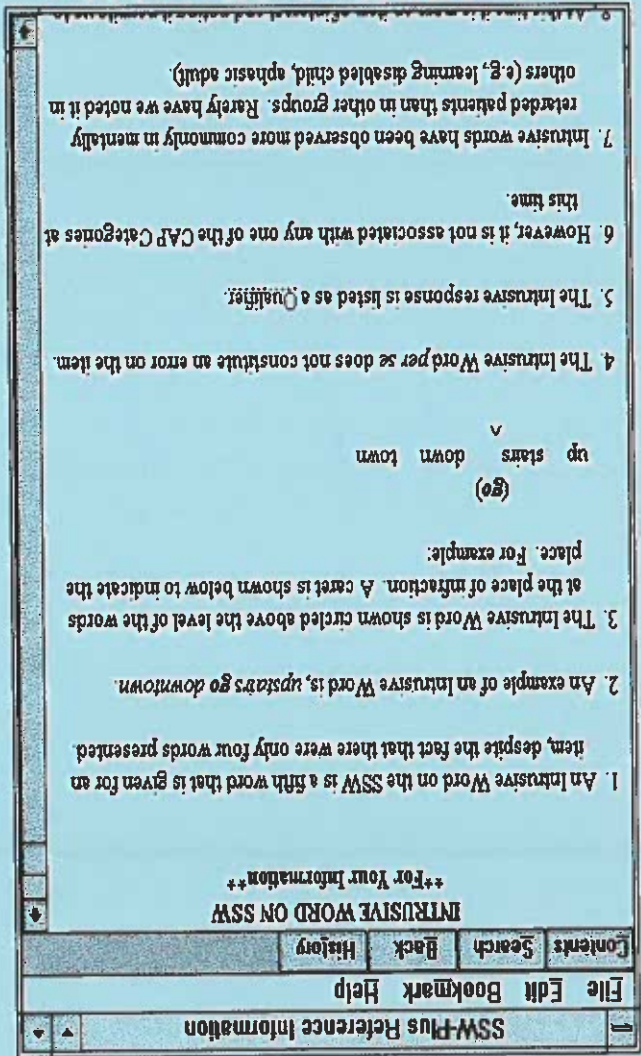 SSW-Plus Reference Information
File Edit Bookmark Help
Contents Search Back History
INTRUSIVE WORD ON SSW
**For Your Information**
1. An Intrusive Word on the SSW is a fifth word that is given for an
item, despite the fact that there were only four words presented.
2. An example of an Intrusive Word is, upstairs go downtown.
3. The Intrusive Word is shown circled above the level of the words
at the place of infraction. A caret is shown below to indicate the
place. For example:
(go)
up stairs down town
^
4. The Intrusive Word per se does not constitute an error on the item.
5. The Intrusive response is listed as a Qualifier.
6. However, it is not associated with any one of the CAP Categories at
this time.
7. Intrusive words have been observed more commonly in mentally
retarded patients than in other groups. Rarely have we noted it in
others (e.g., learning disabled child, aphasic adult).